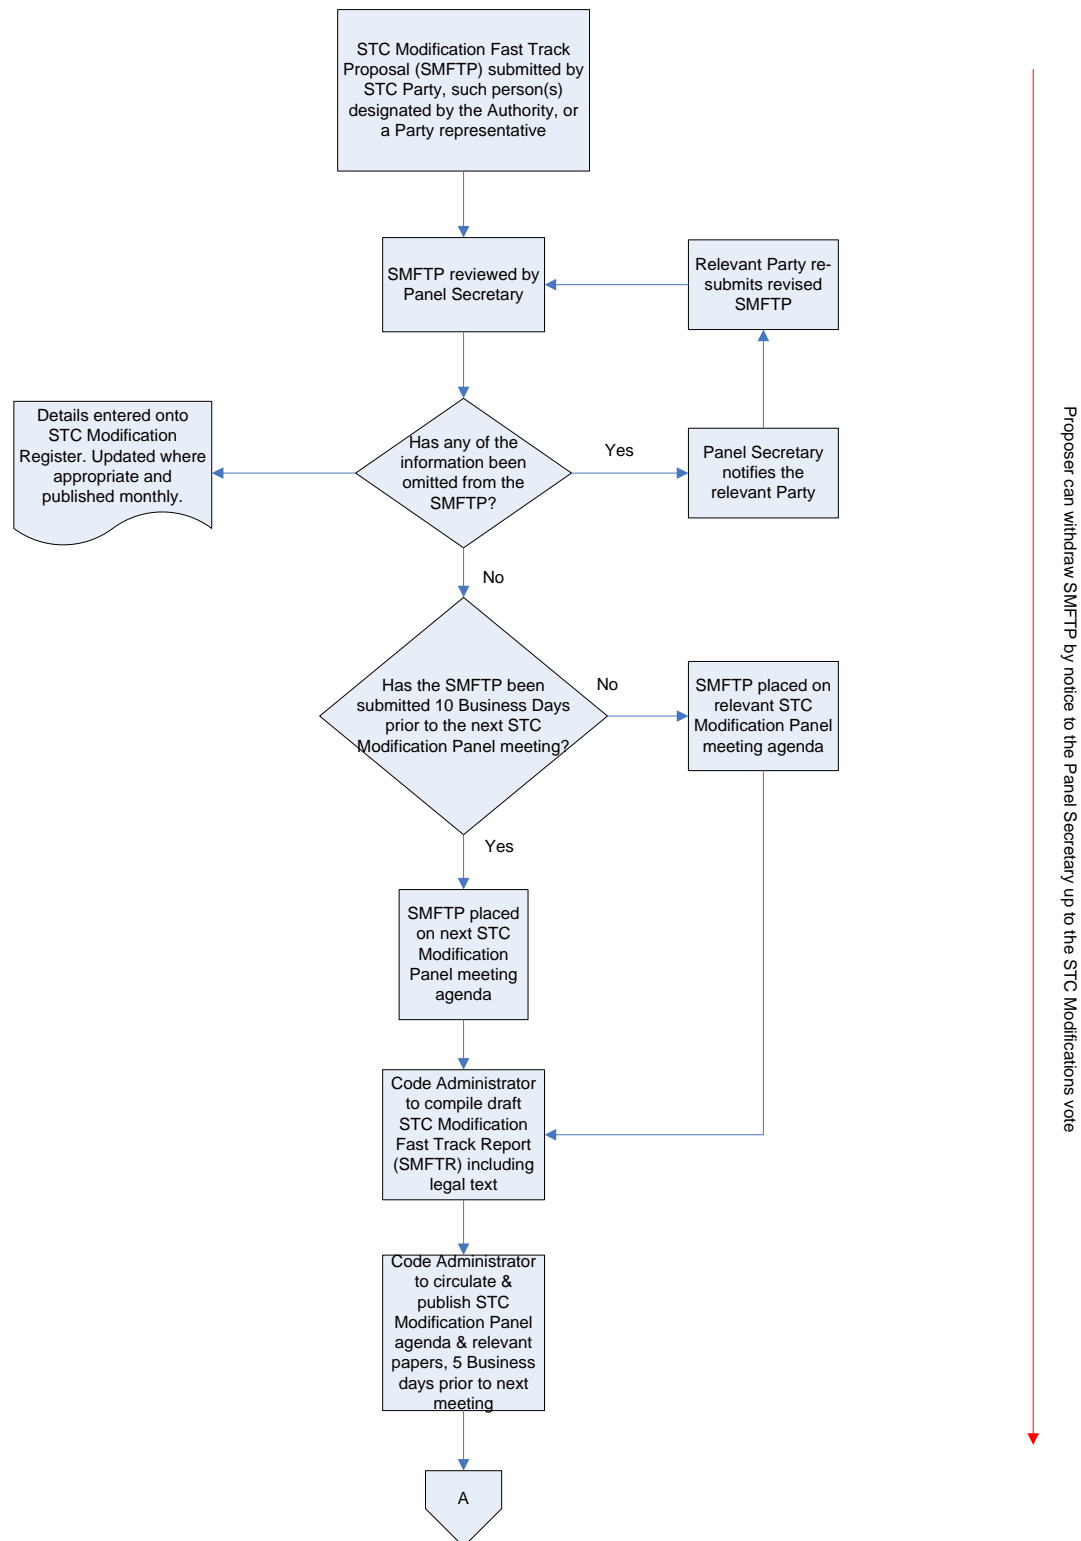 STC Modification Fast Track
Proposal (SMFTP) submitted by
STC Party, such person(s)
designated by the Authority, or
a Party representative
SMFTP reviewed by
Panel Secretary
Relevant Party re-
submits revised
SMFTP
Details entered onto
STC Modification
Register. Updated where
appropriate and
published monthly.
Has any of the
information been
omitted from the
SMFTP?
Yes
Panel Secretary
notifies the
relevant Party
No
Has the SMFTP been
submitted 10 Business Days
prior to the next STC
Modification Panel meeting?
No
SMFTP placed on
relevant STC
Modification Panel
meeting agenda
Yes
SMFTP placed
on next STC
Modification
Panel meeting
agenda
Code Administrator
to compile draft
STC Modification
Fast Track Report
(SMFTR) including
legal text
Code Administrator
to circulate &
publish STC
Modification Panel
agenda & relevant
papers, 5 Business
days prior to next
meeting
A
Proposer can withdraw SMFTP by notice to the Panel Secretary up to the STC Modifications vote